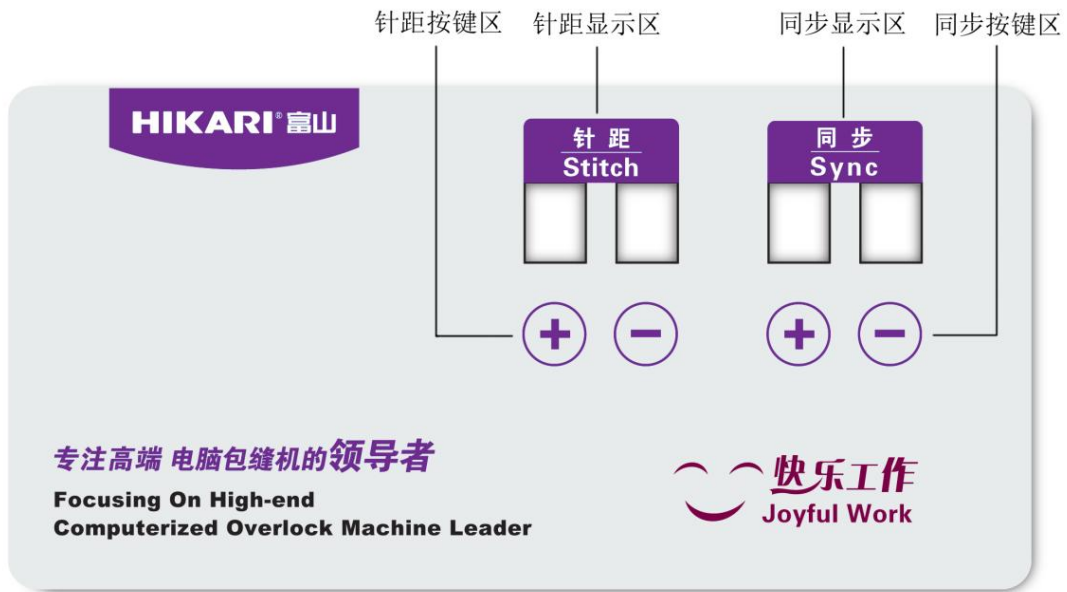 针距按键区 针距显示区 同步显示区 同步按键区
HIKARI®富山
针距
Stitch
同步
Sync
专注高端 电脑包缝机的领导者
Focusing On High-end
Computerized Overlock Machine Leader
快乐工作
Joyful Work